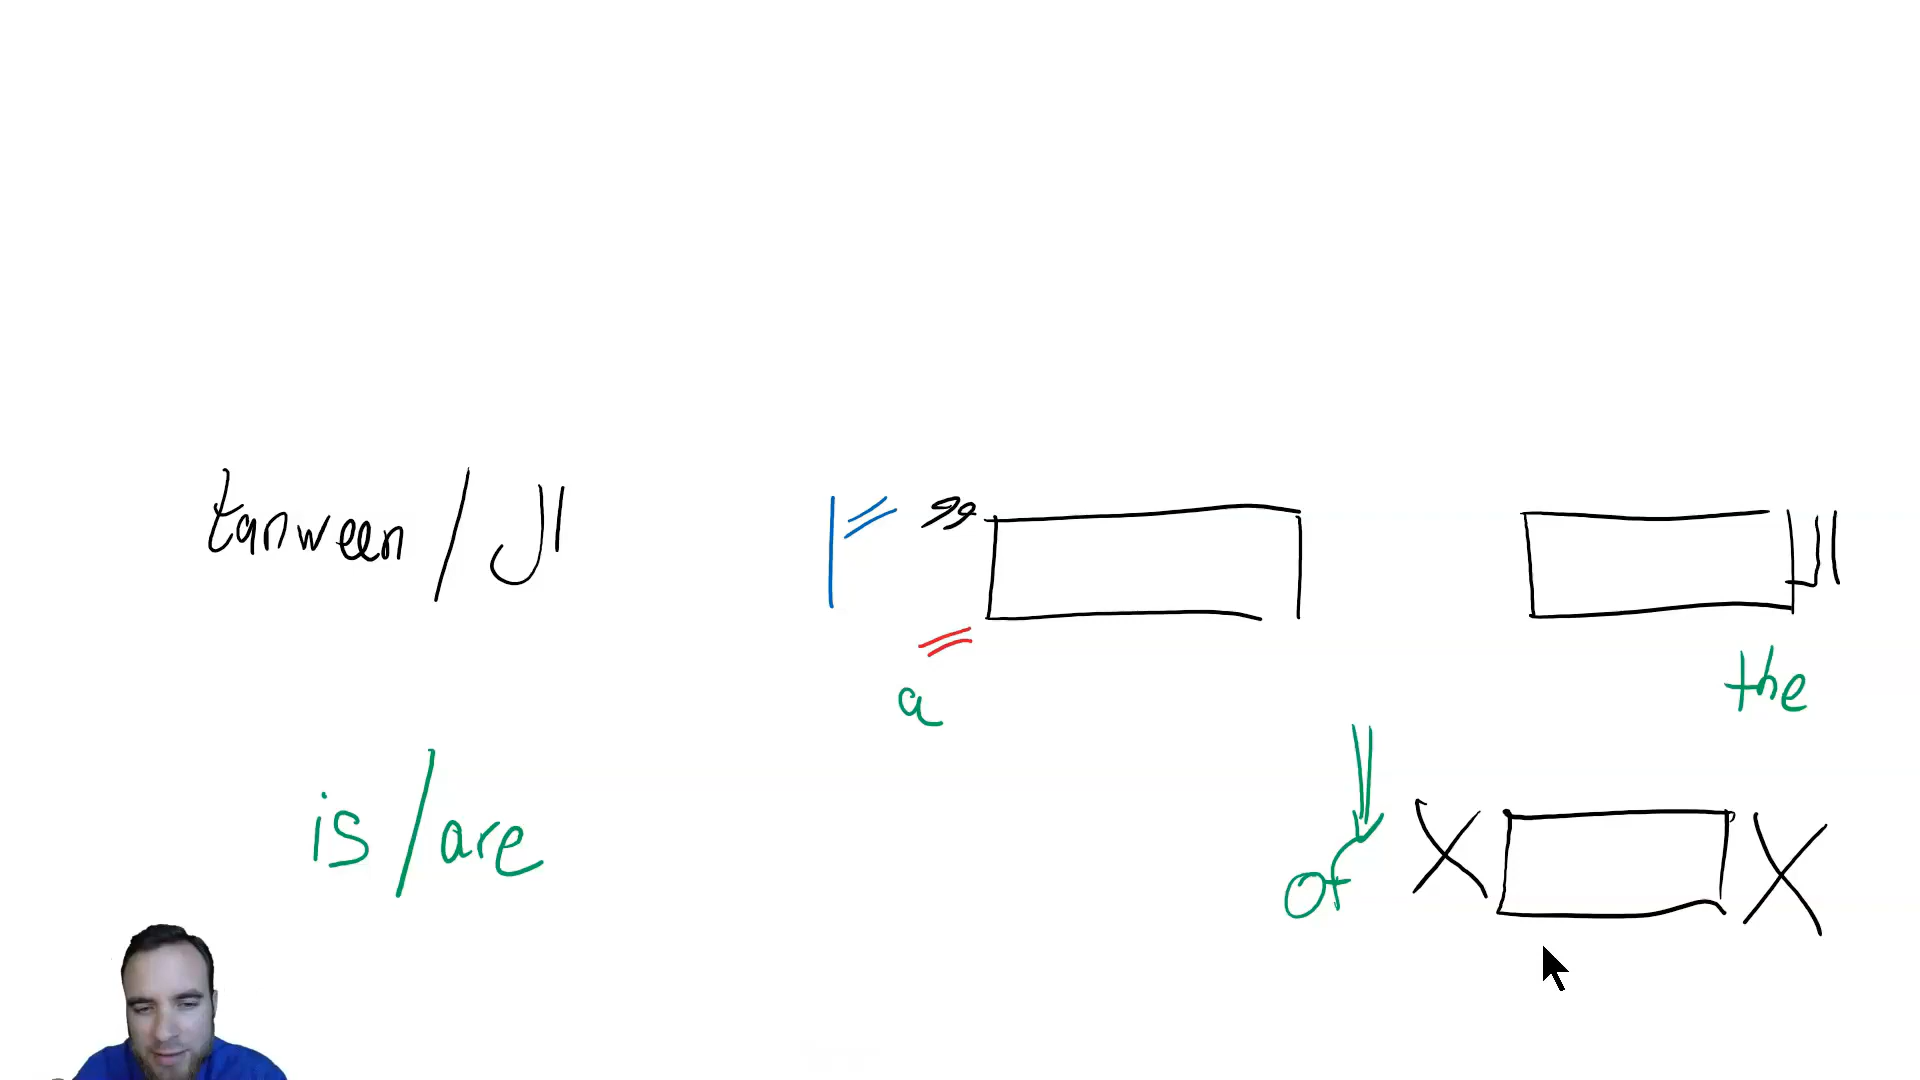 tanween / ال
ال
a
the
is / are
of
X X